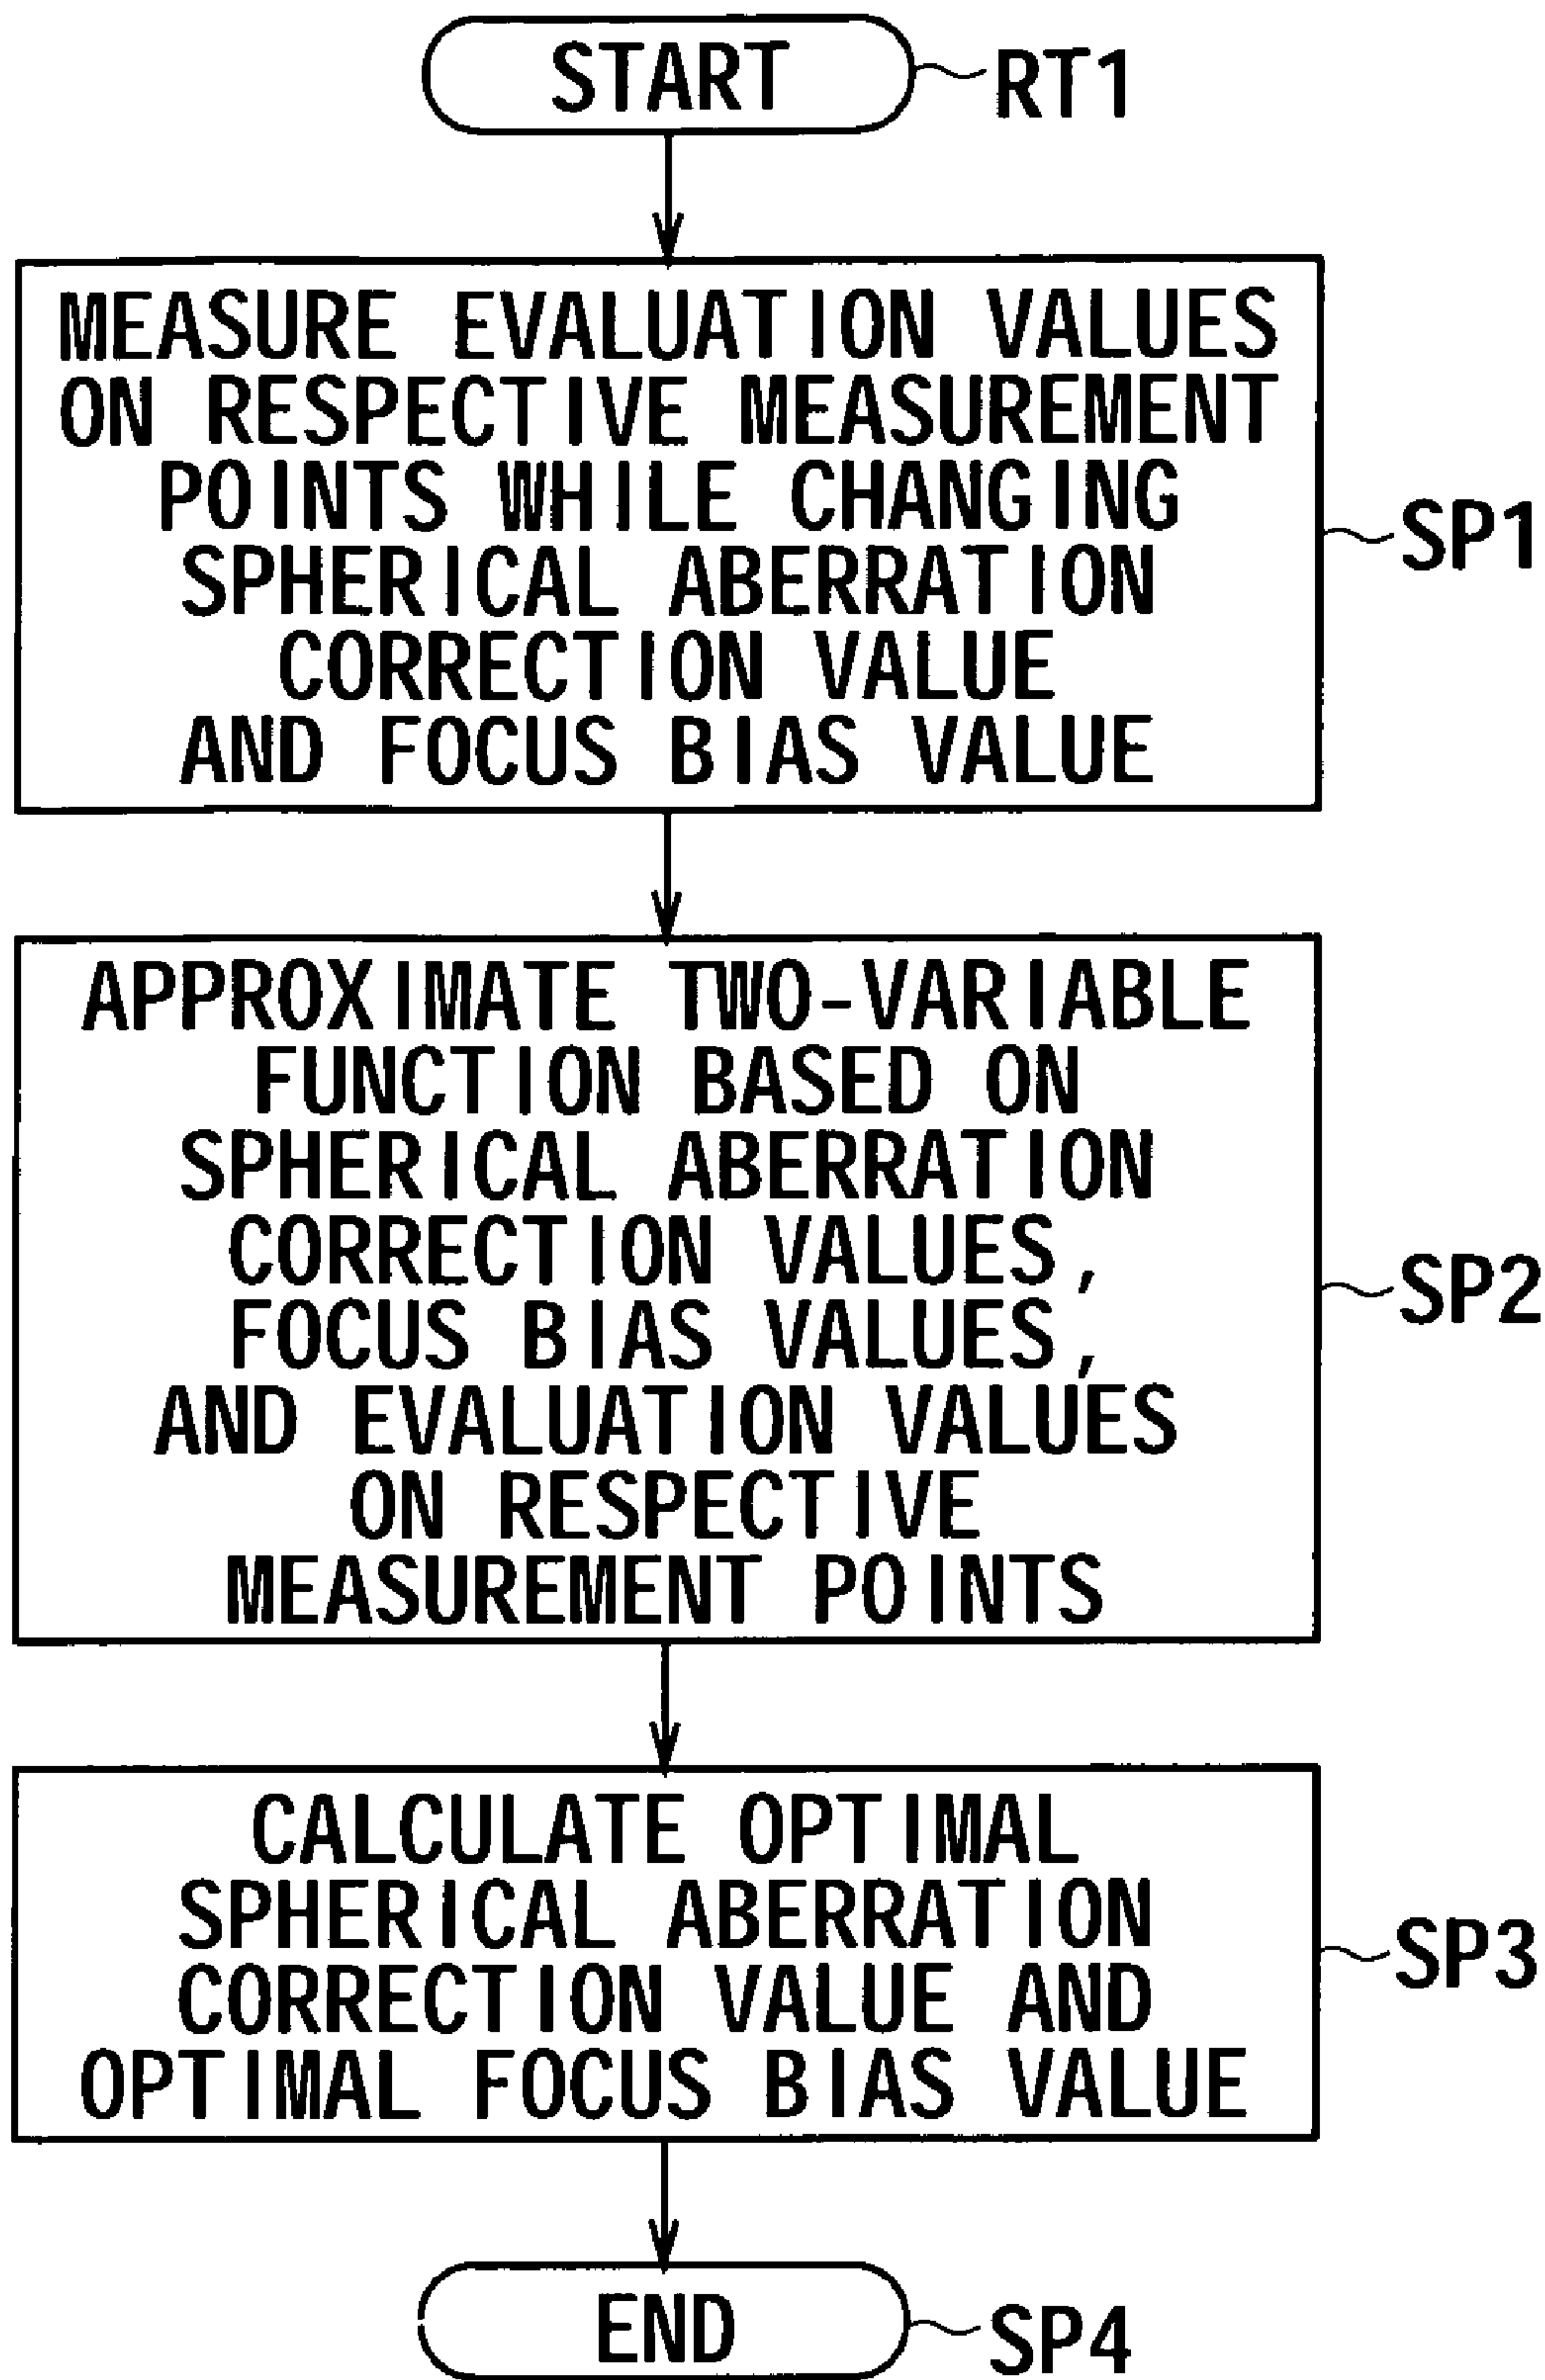 START
RT1
MEASURE EVALUATION VALUES
ON RESPECTIVE MEASUREMENT
POINTS WHILE CHANGING
SPHERICAL ABERRATION
CORRECTION VALUE
AND FOCUS BIAS VALUE
SP1
APPROXIMATE TWO-VARIABLE
FUNCTION BASED ON
SPHERICAL ABERRATION
CORRECTION VALUES,
FOCUS BIAS VALUES,
AND EVALUATION VALUES
ON RESPECTIVE
MEASUREMENT POINTS
SP2
CALCULATE OPTIMAL
SPHERICAL ABERRATION
CORRECTION VALUE AND
OPTIMAL FOCUS BIAS VALUE
SP3
END
SP4